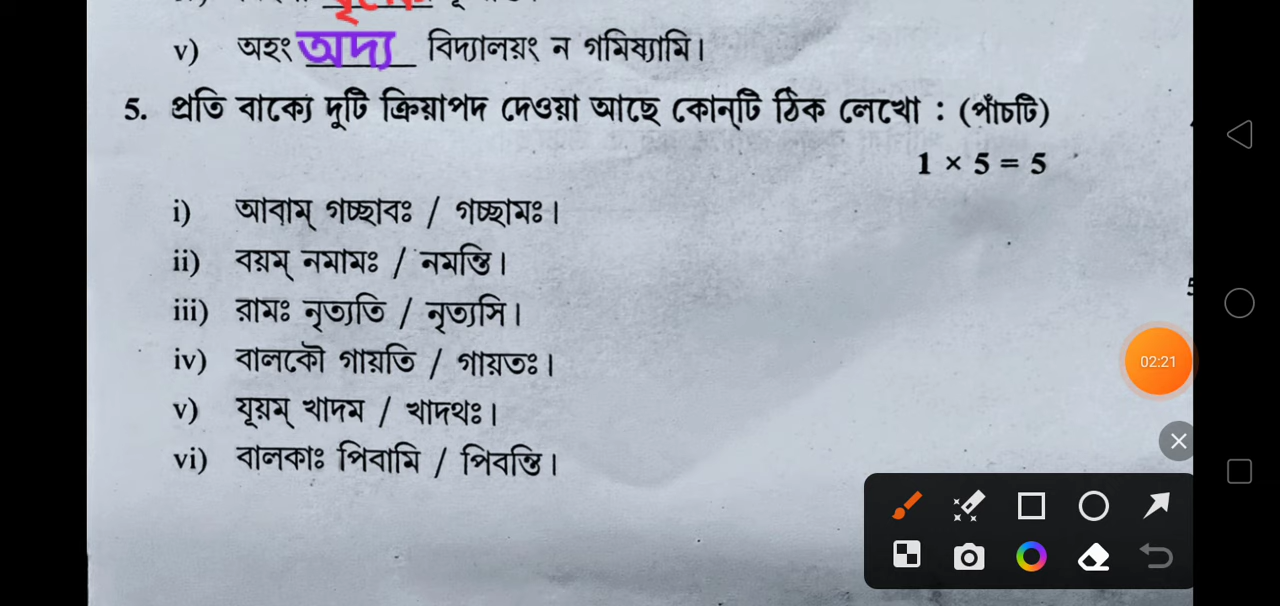 v) অহং অদ্য বিদ্যালয়ং ন গমিষ্যামি।
5. প্রতি বাক্যে দুটি ক্রিয়াপদ দেওয়া আছে কোন্‌টি ঠিক লেখো : (পাঁচটি)
1 × 5 = 5
i) আবাম্ গচ্ছাবঃ / গচ্ছামঃ।
ii) বয়ম্ নমামঃ / নমন্তি।
iii) রামঃ নৃত্যতি / নৃত্যসি।
iv) বালকৌ গায়তি / গায়তঃ।
02:21
v) যূয়ম্ খাদম / খাদথঃ।
vi) বালকাঃ পিবামি / পিবন্তি।